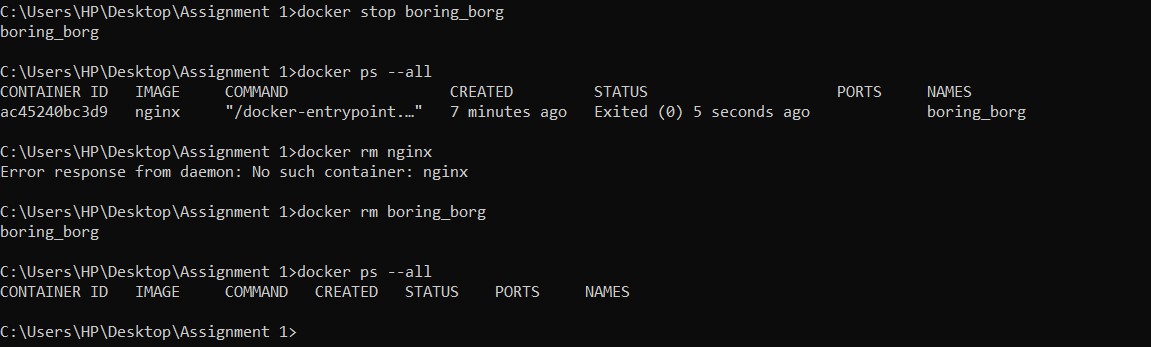 C:\Users\HP\Desktop\Assignment 1>docker stop boring_borg
boring_borg
C:\Users\HP\Desktop\Assignment 1>docker ps --all
CONTAINER ID   IMAGE     COMMAND                  CREATED         STATUS                     PORTS     NAMES
ac45240bc3d9   nginx     "/docker-entrypoint.…"   7 minutes ago   Exited (0) 5 seconds ago             boring_borg
C:\Users\HP\Desktop\Assignment 1>docker rm nginx
Error response from daemon: No such container: nginx
C:\Users\HP\Desktop\Assignment 1>docker rm boring_borg
boring_borg
C:\Users\HP\Desktop\Assignment 1>docker ps --all
CONTAINER ID   IMAGE     COMMAND   CREATED   STATUS    PORTS     NAMES
C:\Users\HP\Desktop\Assignment 1>